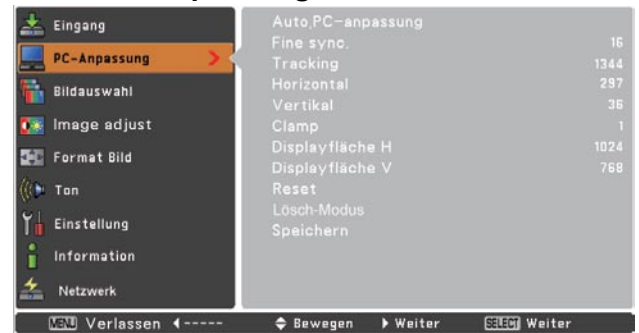 Eingang
PC-Anpassung
Bildauswahl
Image adjust
Format Bild
Ton
Einstellung
Information
Netzwerk
Auto PC-anpassung
Fine sync. 16
Tracking 1344
Horizontal 297
Vertikal 36
Clamp 1
Displayfläche H 1024
Displayfläche V 768
Reset
Lösch-Modus
Speichern
MENU Verlassen ----- Bewegen Weiter SELECT Weiter